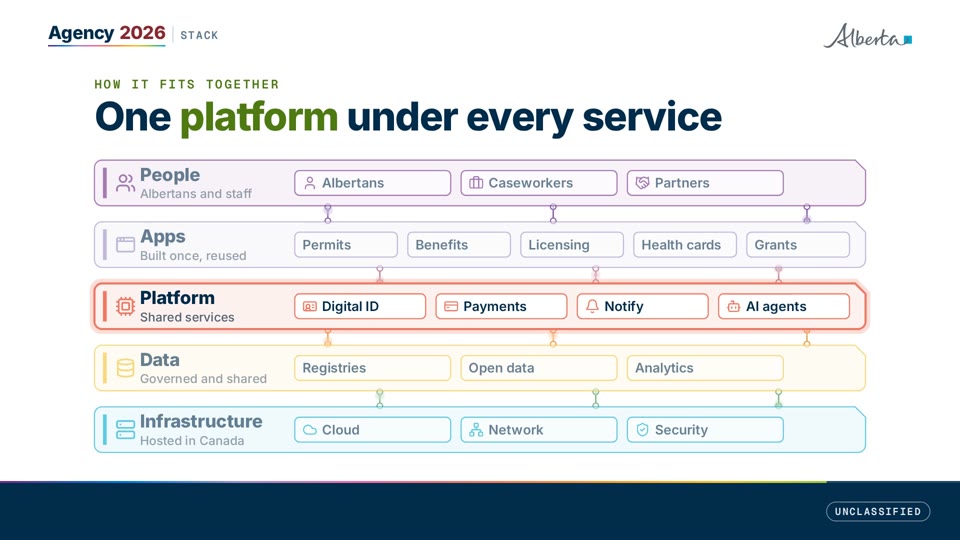 Agency 2026 STACK
Alberta
HOW IT FITS TOGETHER
One platform under every service
People
Albertans and staff
Albertans
Caseworkers
Partners
Apps
Built once, reused
Permits
Benefits
Licensing
Health cards
Grants
Platform
Shared services
Digital ID
Payments
Notify
AI agents
Data
Governed and shared
Registries
Open data
Analytics
Infrastructure
Hosted in Canada
Cloud
Network
Security
UNCLASSIFIED